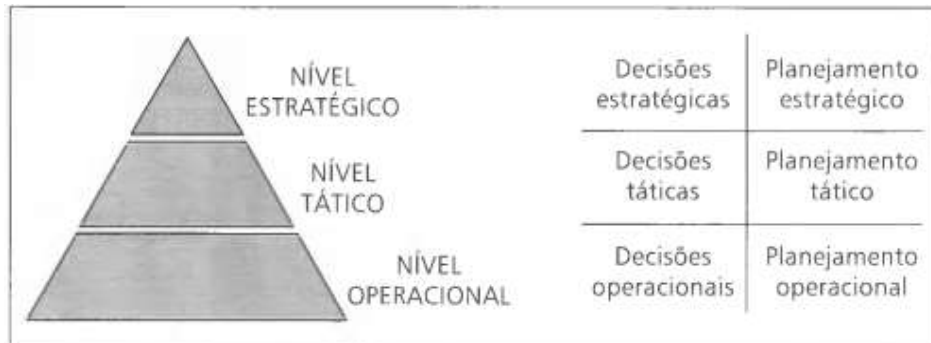 NÍVEL
ESTRATÉGICO
Decisões
estratégicas
Planejamento
estratégico
NÍVEL
TÁTICO
Decisões
táticas
Planejamento
tático
NÍVEL
OPERACIONAL
Decisões
operacionais
Planejamento
operacional